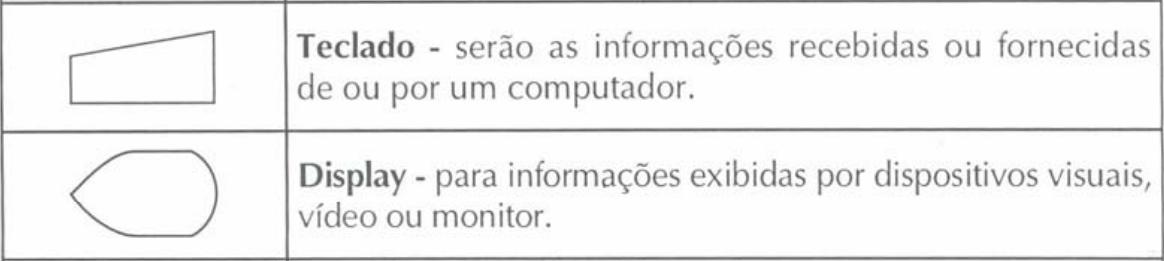 Teclado - serão as informações recebidas ou fornecidas
de ou por um computador.
Display - para informações exibidas por dispositivos visuais,
vídeo ou monitor.